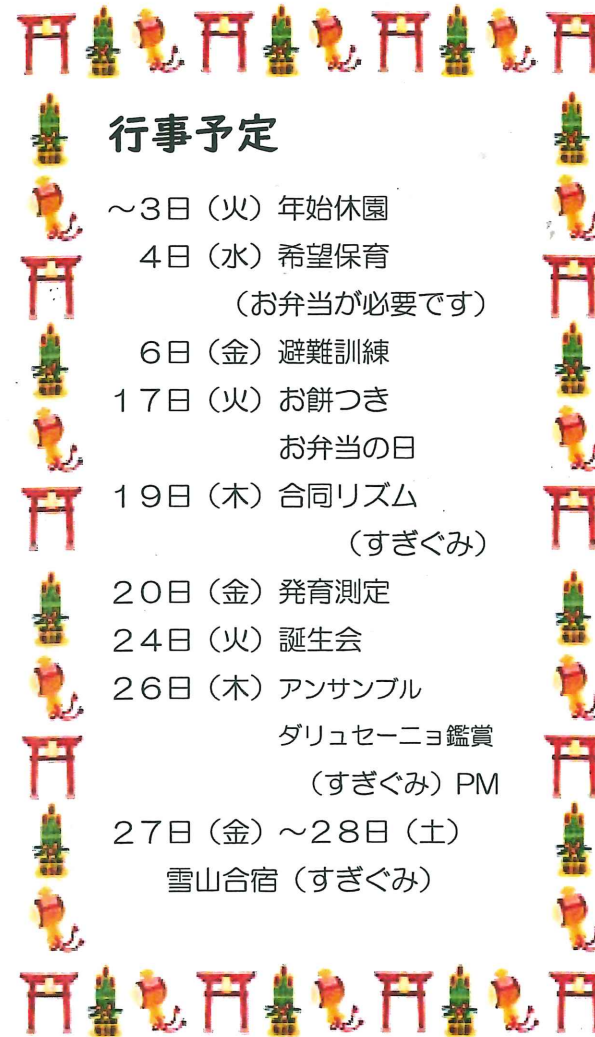 行事予定
～3日（火）年始休園
4日（水）希望保育
（お弁当が必要です）
6日（金）避難訓練
17日（火）お餅つき
お弁当の日
19日（木）合同リズム
（すぎぐみ）
20日（金）発育測定
24日（火）誕生会
26日（木）アンサンブル
ダリュセーニョ鑑賞
（すぎぐみ）PM
27日（金）～28日（土）
雪山合宿（すぎぐみ）